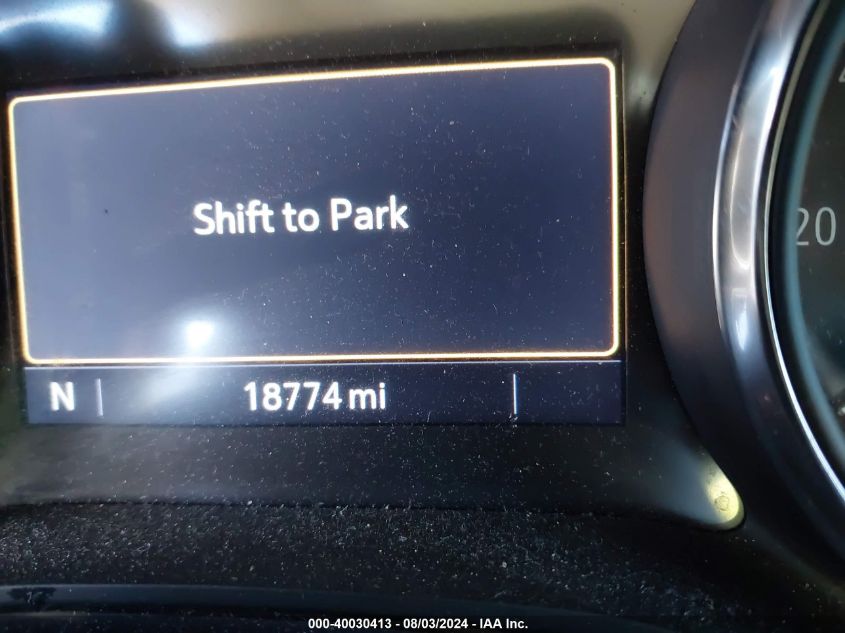 Shift to Park
N 18774 mi
20
000-40030413 - 08/03/2024 - IAA Inc.